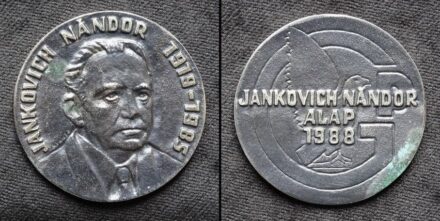 JANKOVICH NÁNDOR 1919-1985
JANKOVICH NÁNDOR
ALAP
1988